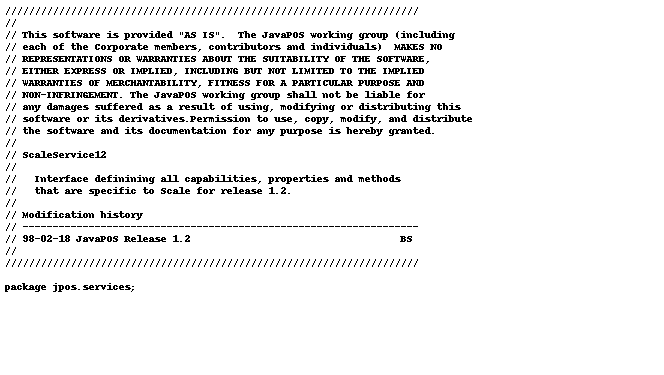 //////////////////////////////////////////////////////////////////////
//
// This software is provided "AS IS".  The JavaPOS working group (including
// each of the Corporate members, contributors and individuals)  MAKES NO
// REPRESENTATIONS OR WARRANTIES ABOUT THE SUITABILITY OF THE SOFTWARE,
// EITHER EXPRESS OR IMPLIED, INCLUDING BUT NOT LIMITED TO THE IMPLIED
// WARRANTIES OF MERCHANTABILITY, FITNESS FOR A PARTICULAR PURPOSE AND
// NON-INFRINGEMENT. The JavaPOS working group shall not be liable for
// any damages suffered as a result of using, modifying or distributing this
// software or its derivatives.Permission to use, copy, modify, and distribute
// the software and its documentation for any purpose is hereby granted.
//
// ScaleService12
//
//   Interface definining all capabilities, properties and methods
//   that are specific to Scale for release 1.2.
//
// Modification history
// ------------------------------------------------------------------
// 98-02-18 JavaPOS Release 1.2                                   BS
//
//////////////////////////////////////////////////////////////////////
package jpos.services;